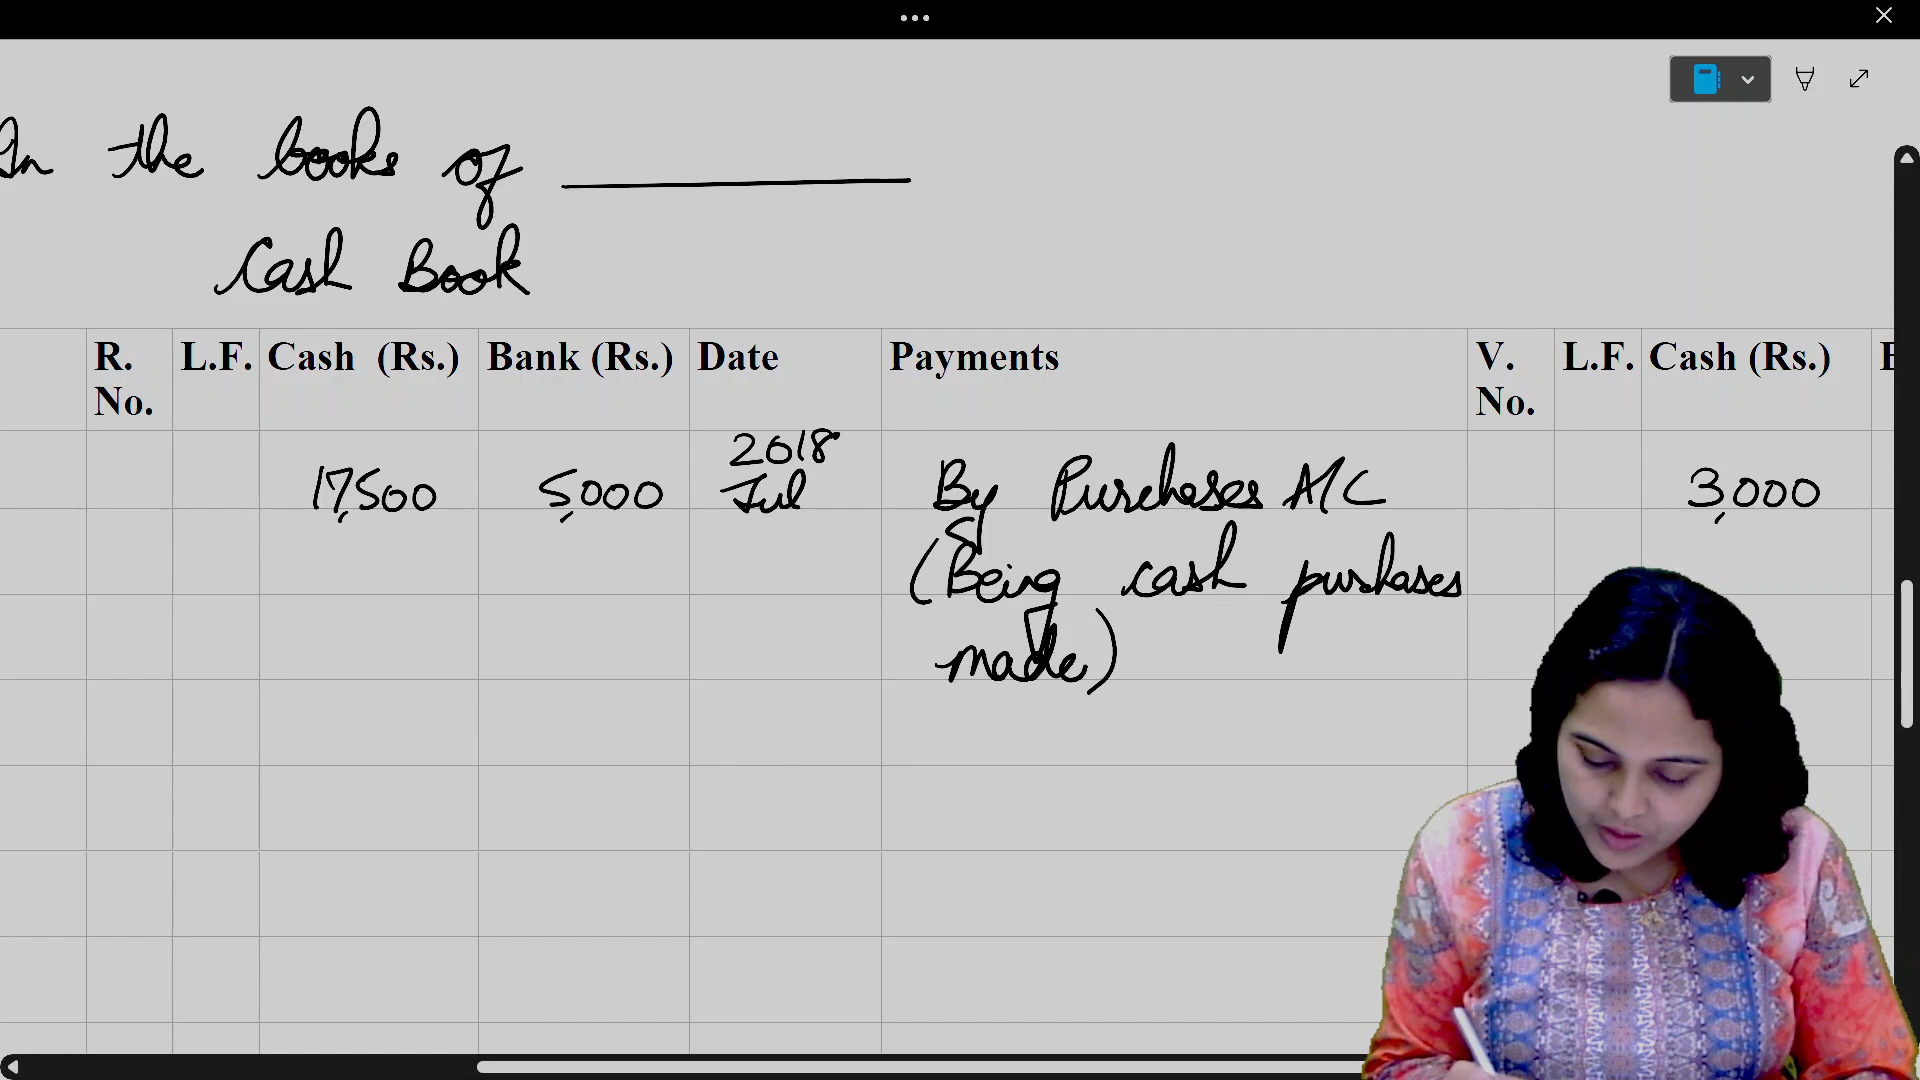 In the books of
Cash Book
R. No. L.F. Cash (Rs.) Bank (Rs.) Date Payments V. No. L.F. Cash (Rs.)
2018
17,500 5,000 Jul By Purchases A/C 3,000
(Being cash purchases
made)